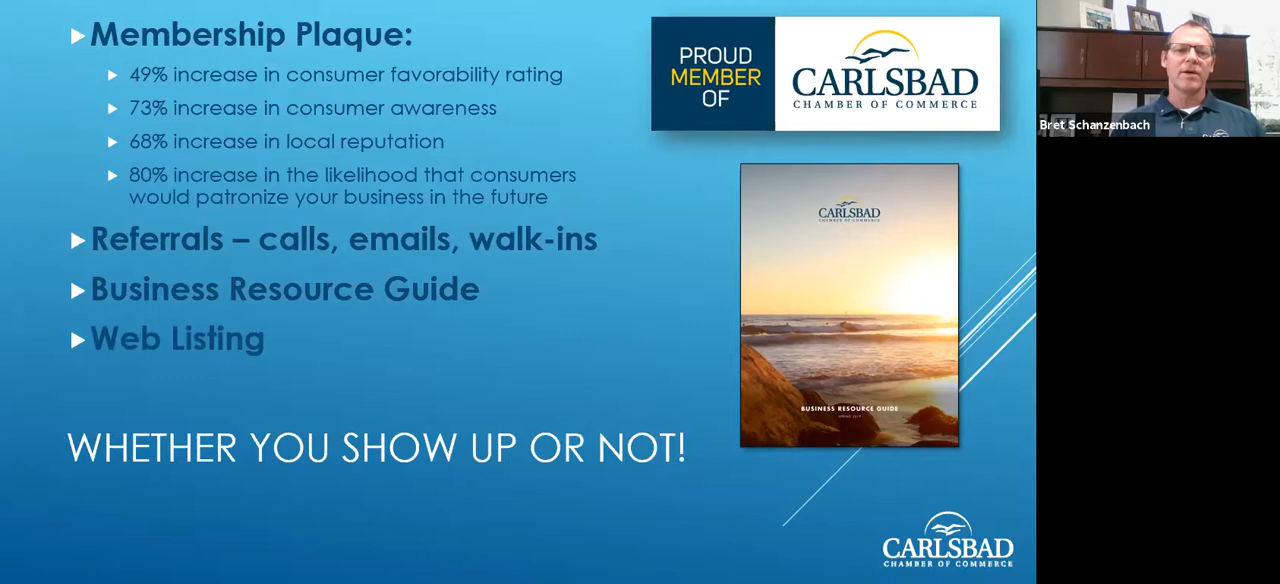 Membership Plaque:
49% increase in consumer favorability rating
73% increase in consumer awareness
68% increase in local reputation
80% increase in the likelihood that consumers
would patronize your business in the future
Referrals – calls, emails, walk-ins
Business Resource Guide
Web Listing
WHETHER YOU SHOW UP OR NOT!
PROUD
MEMBER
OF
CARLSBAD
CHAMBER OF COMMERCE
CARLSBAD
CHAMBER OF COMMERCE
BUSINESS RESOURCE GUIDE
CARLSBAD
CHAMBER OF COMMERCE
Bret Schanzenbach